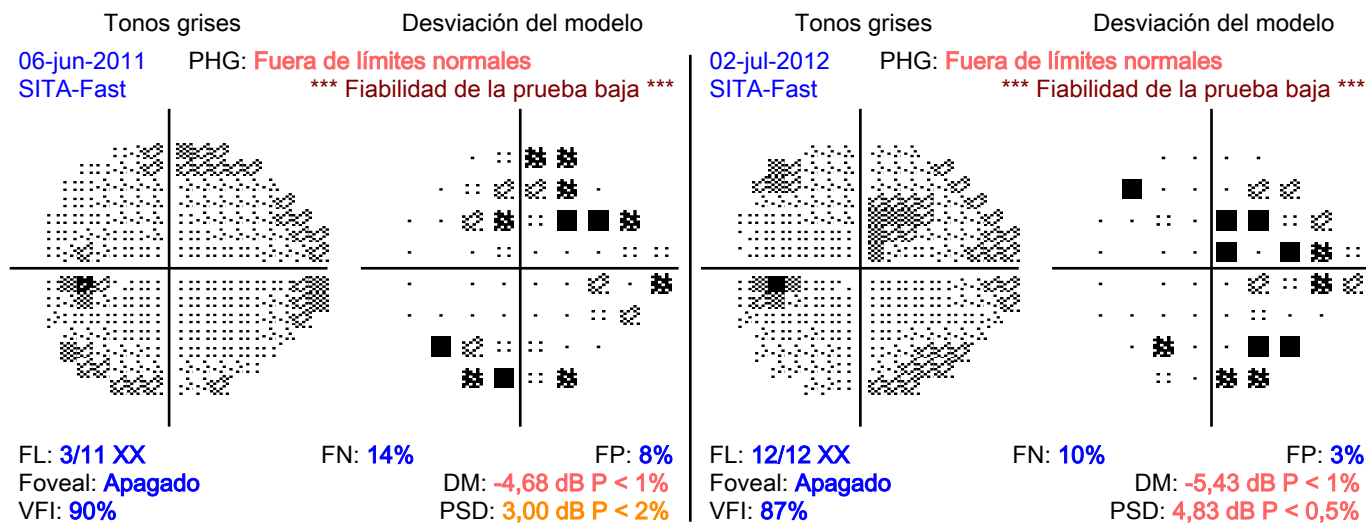 Tonos grises Desviación del modelo
06-jun-2011 PHG: Fuera de límites normales
SITA-Fast *** Fiabilidad de la prueba baja ***
FL: 3/11 XX FN: 14% FP: 8%
Foveal: Apagado DM: -4,68 dB P < 1%
VFI: 90% PSD: 3,00 dB P < 2%
Tonos grises Desviación del modelo
02-jul-2012 PHG: Fuera de límites normales
SITA-Fast *** Fiabilidad de la prueba baja ***
FL: 12/12 XX FN: 10% FP: 3%
Foveal: Apagado DM: -5,43 dB P < 1%
VFI: 87% PSD: 4,83 dB P < 0,5%